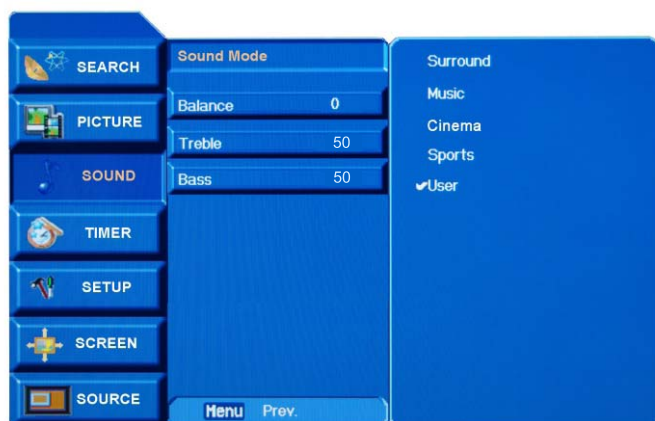 SEARCH
PICTURE
SOUND
TIMER
SETUP
SCREEN
SOURCE
Sound Mode
Balance 0
Treble 50
Bass 50
Menu Prev.
Surround
Music
Cinema
Sports
✔User